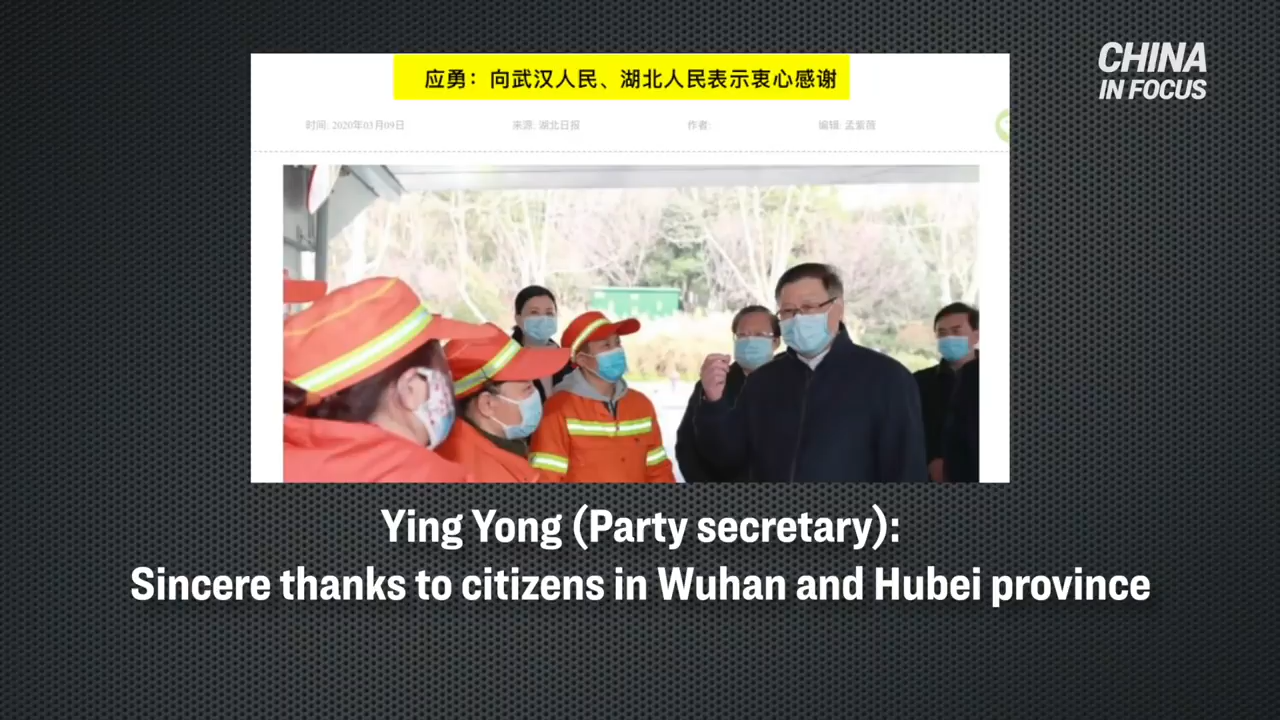 CHINA
IN FOCUS
应勇：向武汉人民、湖北人民表示衷心感谢
时间: 2020年03月09日 来源: 湖北日报 作者: 编辑: 孟紫薇
Ying Yong (Party secretary):
Sincere thanks to citizens in Wuhan and Hubei province